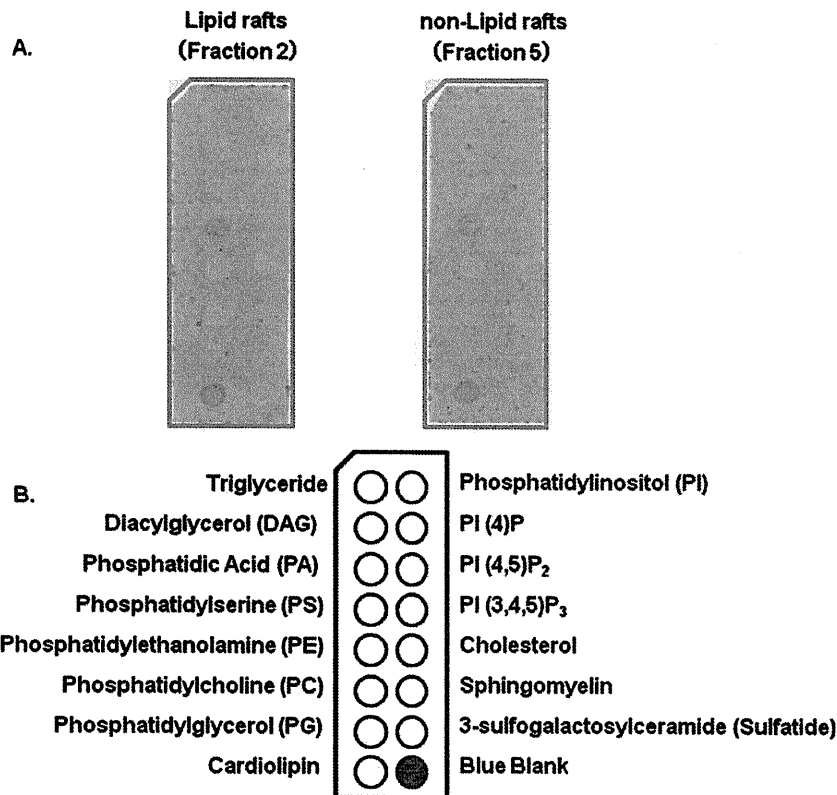 A.
Lipid rafts
(Fraction 2)
non-Lipid rafts
(Fraction 5)
B.
Triglyceride
Phosphatidylinositol (PI)
Diacylglycerol (DAG)
PI (4)P
Phosphatidic Acid (PA)
PI (4,5)P₂
Phosphatidylserine (PS)
PI (3,4,5)P₃
Phosphatidylethanolamine (PE)
Cholesterol
Phosphatidylcholine (PC)
Sphingomyelin
Phosphatidylglycerol (PG)
3-sulfogalactosylceramide (Sulfatide)
Cardiolipin
Blue Blank